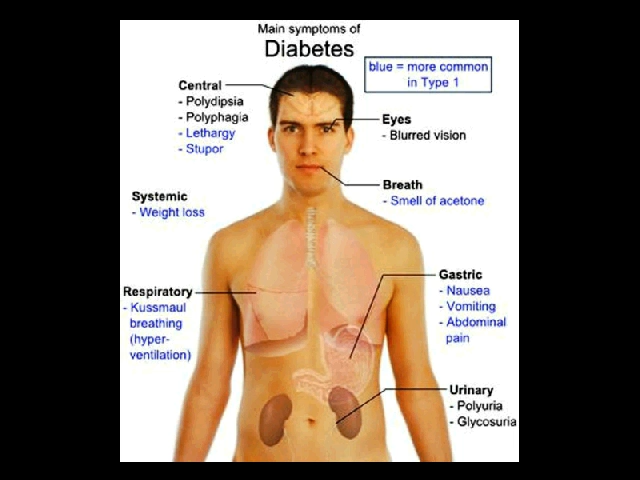 Main symptoms of
Diabetes
blue = more common
in Type 1
Central
- Polydipsia
- Polyphagia
- Lethargy
- Stupor
Eyes
- Blurred vision
Breath
- Smell of acetone
Systemic
- Weight loss
Respiratory
- Kussmaul
breathing
(hyper-
ventilation)
Gastric
- Nausea
- Vomiting
- Abdominal
pain
Urinary
- Polyuria
- Glycosuria